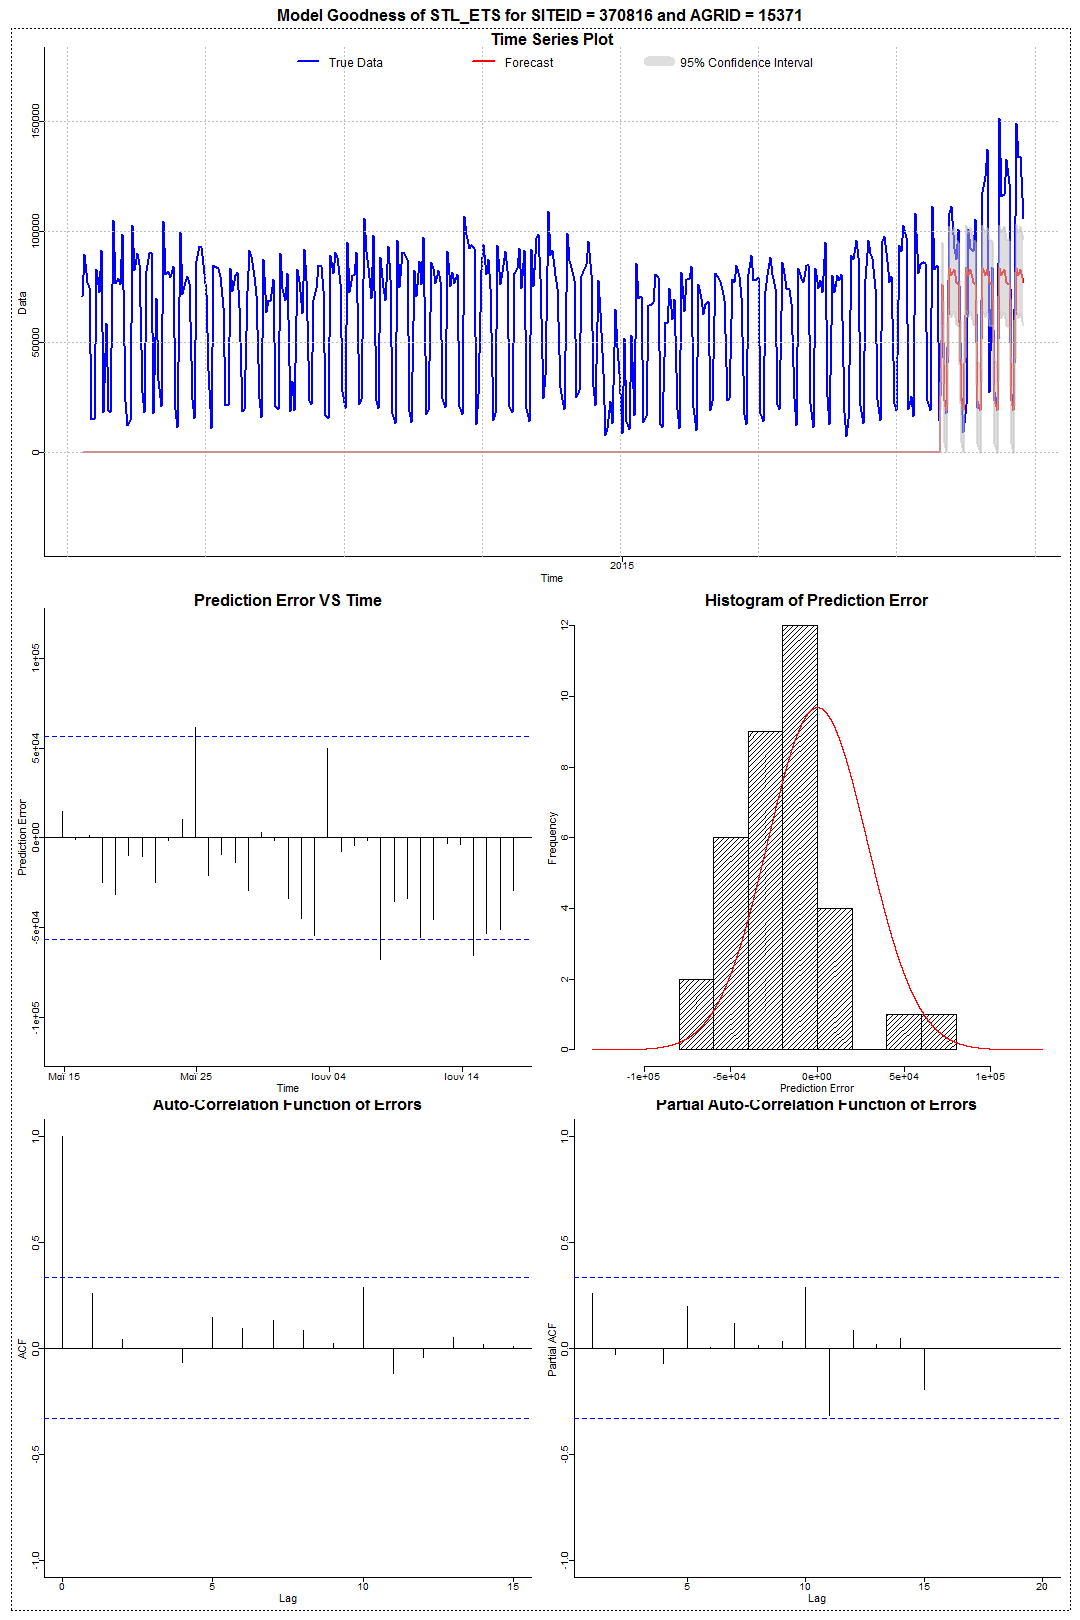 Model Goodness of STL_ETS for SITEID = 370816 and AGRID = 15371
Time Series Plot
True Data
Forecast
95% Confidence Interval
150000
100000
50000
0
Data
2015
Time
Prediction Error VS Time
1e+05
5e+04
0e+00
-5e+04
-1e+05
Prediction Error
Μαϊ 15
Μαϊ 25
Ιουν 04
Ιουν 14
Time
Histogram of Prediction Error
12
10
8
6
4
2
0
Frequency
-1e+05
-5e+04
0e+00
5e+04
1e+05
Prediction Error
Auto-Correlation Function of Errors
1.0
0.5
0.0
-0.5
-1.0
ACF
0
5
10
15
Lag
Partial Auto-Correlation Function of Errors
1.0
0.5
0.0
-0.5
-1.0
Partial ACF
5
10
15
20
Lag